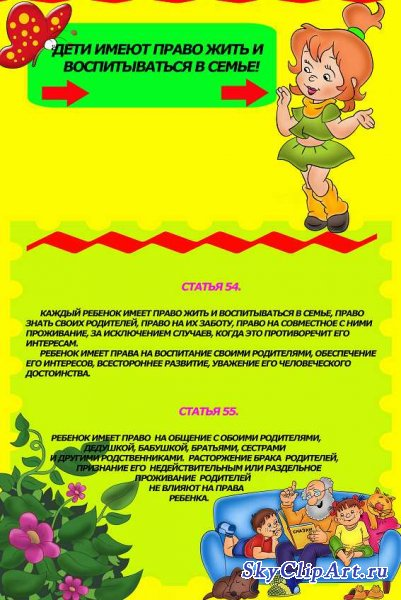 ДЕТИ ИМЕЮТ ПРАВО ЖИТЬ И
ВОСПИТЫВАТЬСЯ В СЕМЬЕ!
СТАТЬЯ 54.
КАЖДЫЙ РЕБЕНОК ИМЕЕТ ПРАВО ЖИТЬ И ВОСПИТЫВАТЬСЯ В СЕМЬЕ, ПРАВО
ЗНАТЬ СВОИХ РОДИТЕЛЕЙ, ПРАВО НА ИХ ЗАБОТУ, ПРАВО НА СОВМЕСТНОЕ С НИМИ
ПРОЖИВАНИЕ, ЗА ИСКЛЮЧЕНИЕМ СЛУЧАЕВ, КОГДА ЭТО ПРОТИВОРЕЧИТ ЕГО
ИНТЕРЕСАМ.
РЕБЕНОК ИМЕЕТ ПРАВА НА ВОСПИТАНИЕ СВОИМИ РОДИТЕЛЯМИ, ОБЕСПЕЧЕНИЕ
ЕГО ИНТЕРЕСОВ, ВСЕСТОРОННЕЕ РАЗВИТИЕ, УВАЖЕНИЕ ЕГО ЧЕЛОВЕЧЕСКОГО
ДОСТОИНСТВА.
СТАТЬЯ 55.
РЕБЕНОК ИМЕЕТ ПРАВО НА ОБЩЕНИЕ С ОБОИМИ РОДИТЕЛЯМИ,
ДЕДУШКОЙ, БАБУШКОЙ, БРАТЬЯМИ, СЕСТРАМИ
И ДРУГИМИ РОДСТВЕННИКАМИ. РАСТОРЖЕНИЕ БРАКА РОДИТЕЛЕЙ,
ПРИЗНАНИЕ ЕГО НЕДЕЙСТВИТЕЛЬНЫМ ИЛИ РАЗДЕЛЬНОЕ
ПРОЖИВАНИЕ РОДИТЕЛЕЙ
НЕ ВЛИЯЮТ НА ПРАВА
РЕБЕНКА.
СКАЗКИ
SkyClipArt.ru